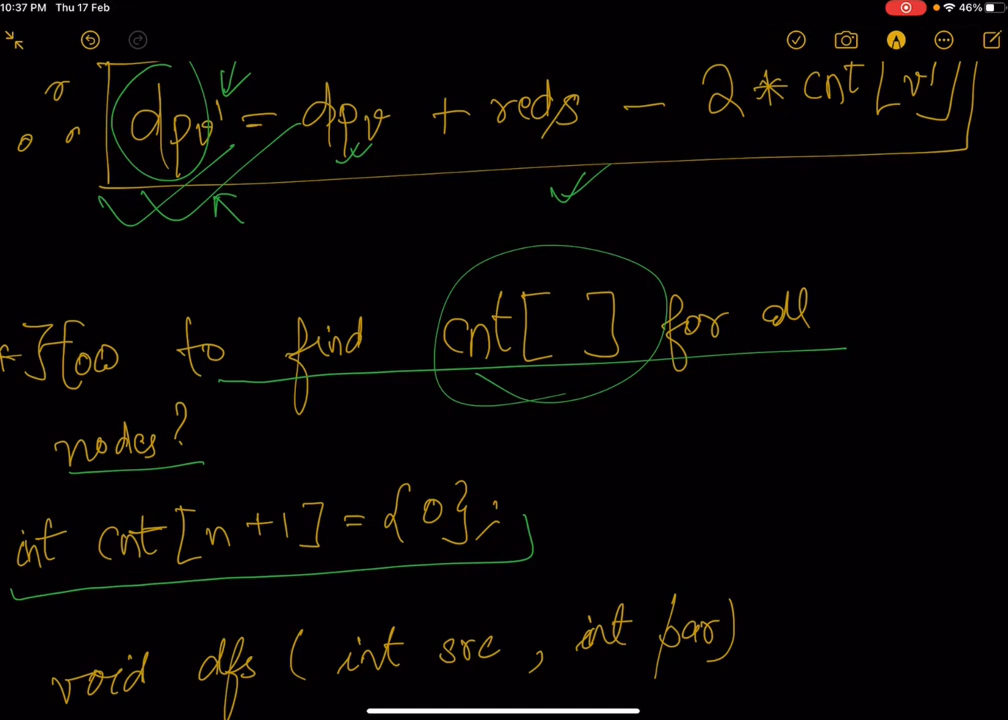 10:37 PM Thu 17 Feb
46%
dpv' = dpv + reds - 2 * cnt [v']
* How to find cnt[ ] for all
nodes?
int cnt[n+1] = {0};
void dfs ( int src , int par)